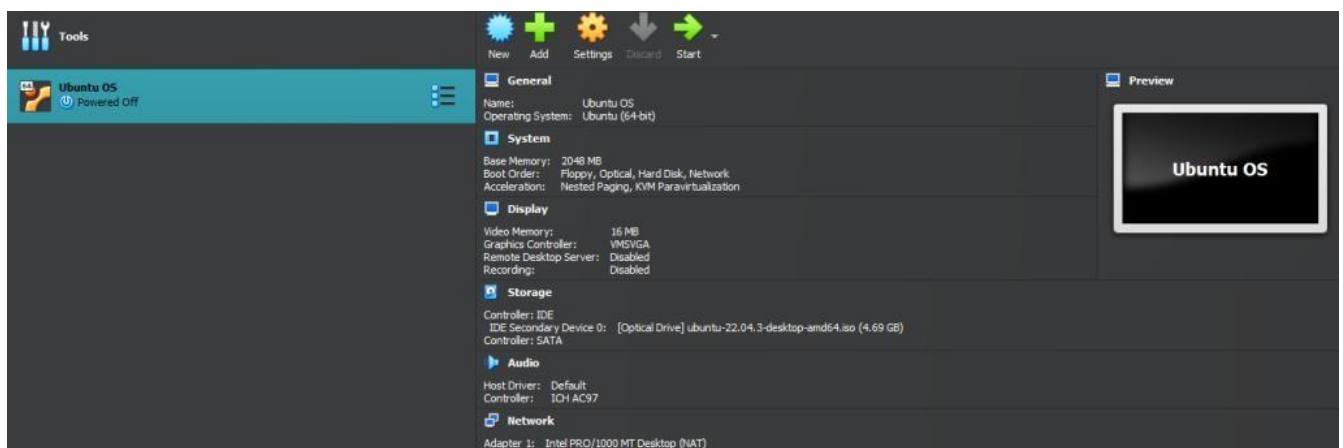 Tools
Ubuntu OS
Powered Off
New Add Settings Discard Start
General
Name: Ubuntu OS
Operating System: Ubuntu (64-bit)
System
Base Memory: 2048 MB
Boot Order: Floppy, Optical, Hard Disk, Network
Acceleration: Nested Paging, KVM Paravirtualization
Display
Video Memory: 16 MB
Graphics Controller: VMSVGA
Remote Desktop Server: Disabled
Recording: Disabled
Storage
Controller: IDE
IDE Secondary Device 0: [Optical Drive] ubuntu-22.04.3-desktop-amd64.iso (4.69 GB)
Controller: SATA
Audio
Host Driver: Default
Controller: ICH AC97
Network
Adapter 1: Intel PRO/1000 MT Desktop (NAT)
Preview
Ubuntu OS